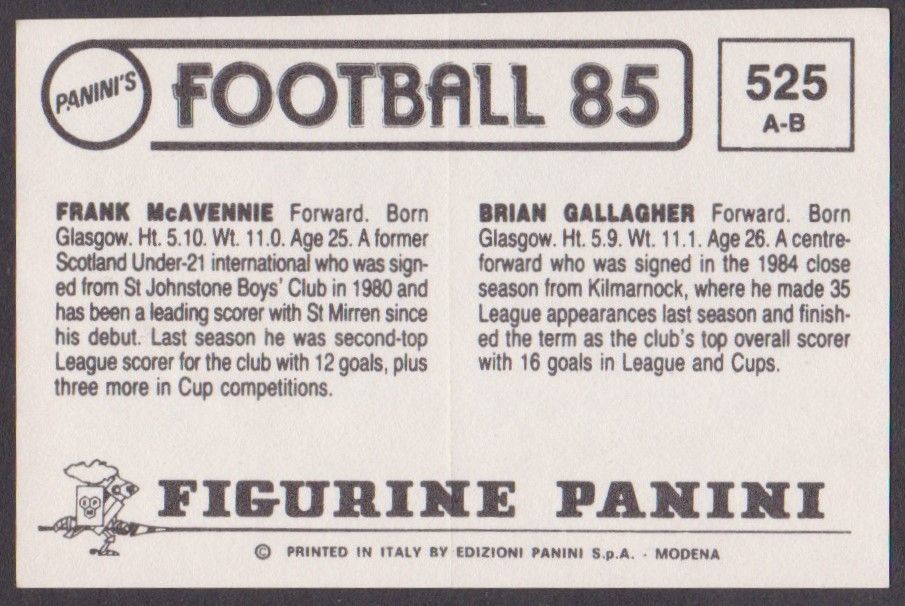 PANINI'S
FOOTBALL 85
525
A-B
FRANK McAVENNIE Forward. Born
Glasgow. Ht. 5.10. Wt. 11.0. Age 25. A former
Scotland Under-21 international who was sign-
ed from St Johnstone Boys' Club in 1980 and
has been a leading scorer with St Mirren since
his debut. Last season he was second-top
League scorer for the club with 12 goals, plus
three more in Cup competitions.
BRIAN GALLAGHER Forward. Born
Glasgow. Ht. 5.9. Wt. 11.1. Age 26. A centre-
forward who was signed in the 1984 close
season from Kilmarnock, where he made 35
League appearances last season and finish-
ed the term as the club's top overall scorer
with 16 goals in League and Cups.
FIGURINE PANINI
© PRINTED IN ITALY BY EDIZIONI PANINI S.p.A. - MODENA